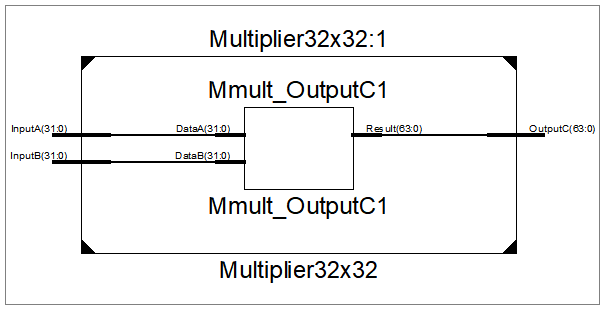 Multiplier32x32:1
Mmult_OutputC1
InputA(31:0)
DataA(31:0)
Result(63:0)
OutputC(63:0)
InputB(31:0)
DataB(31:0)
Mmult_OutputC1
Multiplier32x32